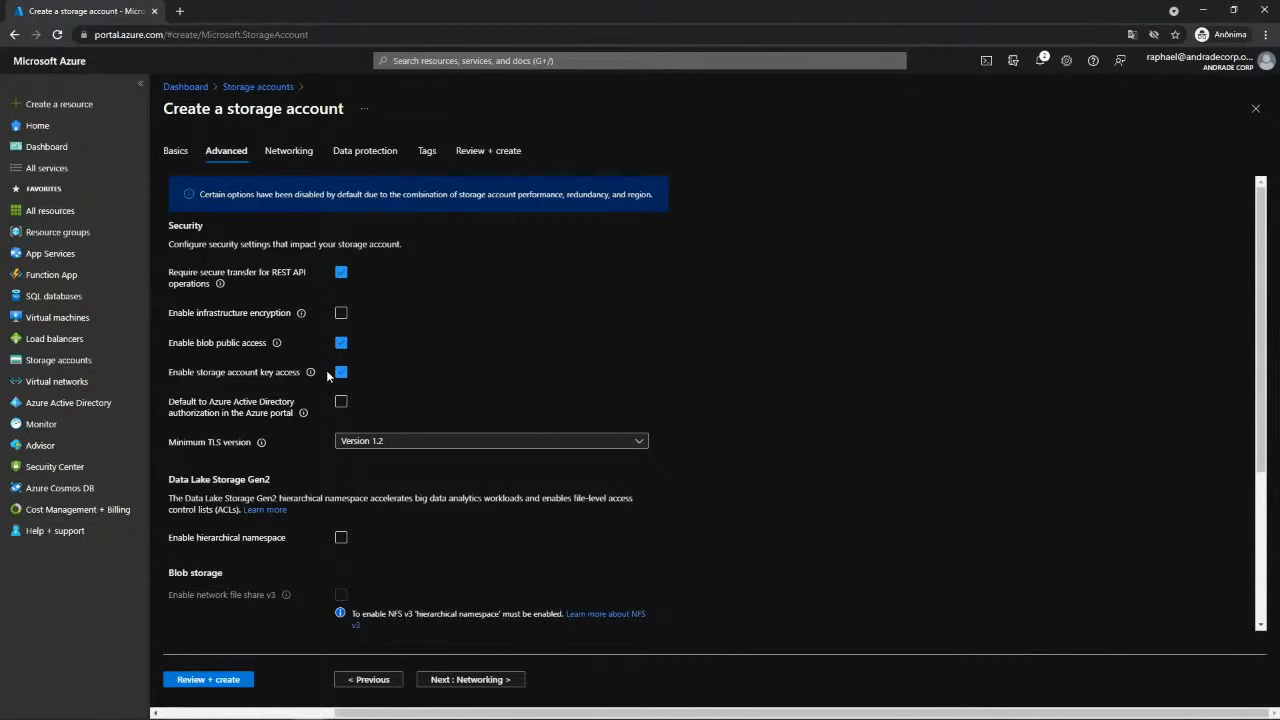 Create a storage account - Micro
portal.azure.com/#create/Microsoft.StorageAccount
Anônima
Microsoft Azure
Search resources, services, and docs (G+/)
2
raphael@andradecorp.o...
ANDRADE CORP
Create a resource
Home
Dashboard
All services
FAVORITES
All resources
Resource groups
App Services
Function App
SQL databases
Virtual machines
Load balancers
Storage accounts
Virtual networks
Azure Active Directory
Monitor
Advisor
Security Center
Azure Cosmos DB
Cost Management + Billing
Help + support
Dashboard > Storage accounts >
Create a storage account ...
Basics
Advanced
Networking
Data protection
Tags
Review + create
Certain options have been disabled by default due to the combination of storage account performance, redundancy, and region.
Security
Configure security settings that impact your storage account.
Require secure transfer for REST API
operations
Enable infrastructure encryption
Enable blob public access
Enable storage account key access
Default to Azure Active Directory
authorization in the Azure portal
Minimum TLS version
Version 1.2
Data Lake Storage Gen2
The Data Lake Storage Gen2 hierarchical namespace accelerates big data analytics workloads and enables file-level access
control lists (ACLs). Learn more
Enable hierarchical namespace
Blob storage
Enable network file share v3
To enable NFS v3 'hierarchical namespace' must be enabled. Learn more about NFS
v3
Review + create
< Previous
Next : Networking >